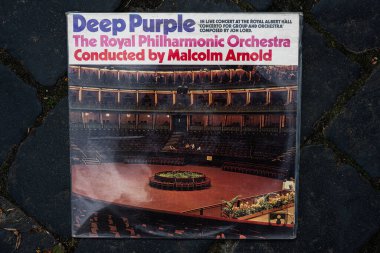 Deep Purple
IN LIVE CONCERT AT THE ROYAL ALBERT HALL
'CONCERTO FOR GROUP AND ORCHESTRA'
COMPOSED BY JON LORD.
The Royal Philharmonic Orchestra
Conducted by Malcolm Arnold